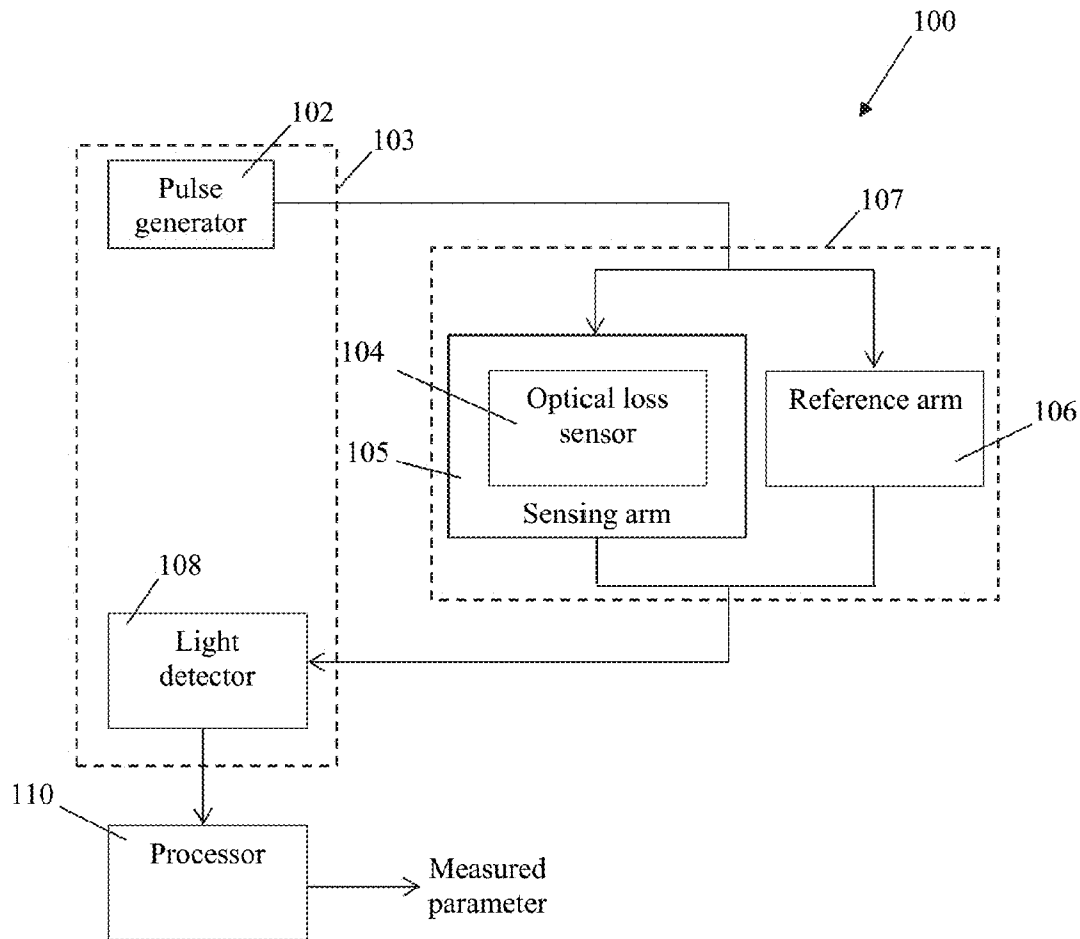 100
102
103
Pulse
generator
107
104
Optical loss
sensor
Reference arm
106
105
Sensing arm
108
Light
detector
110
Processor
Measured
parameter